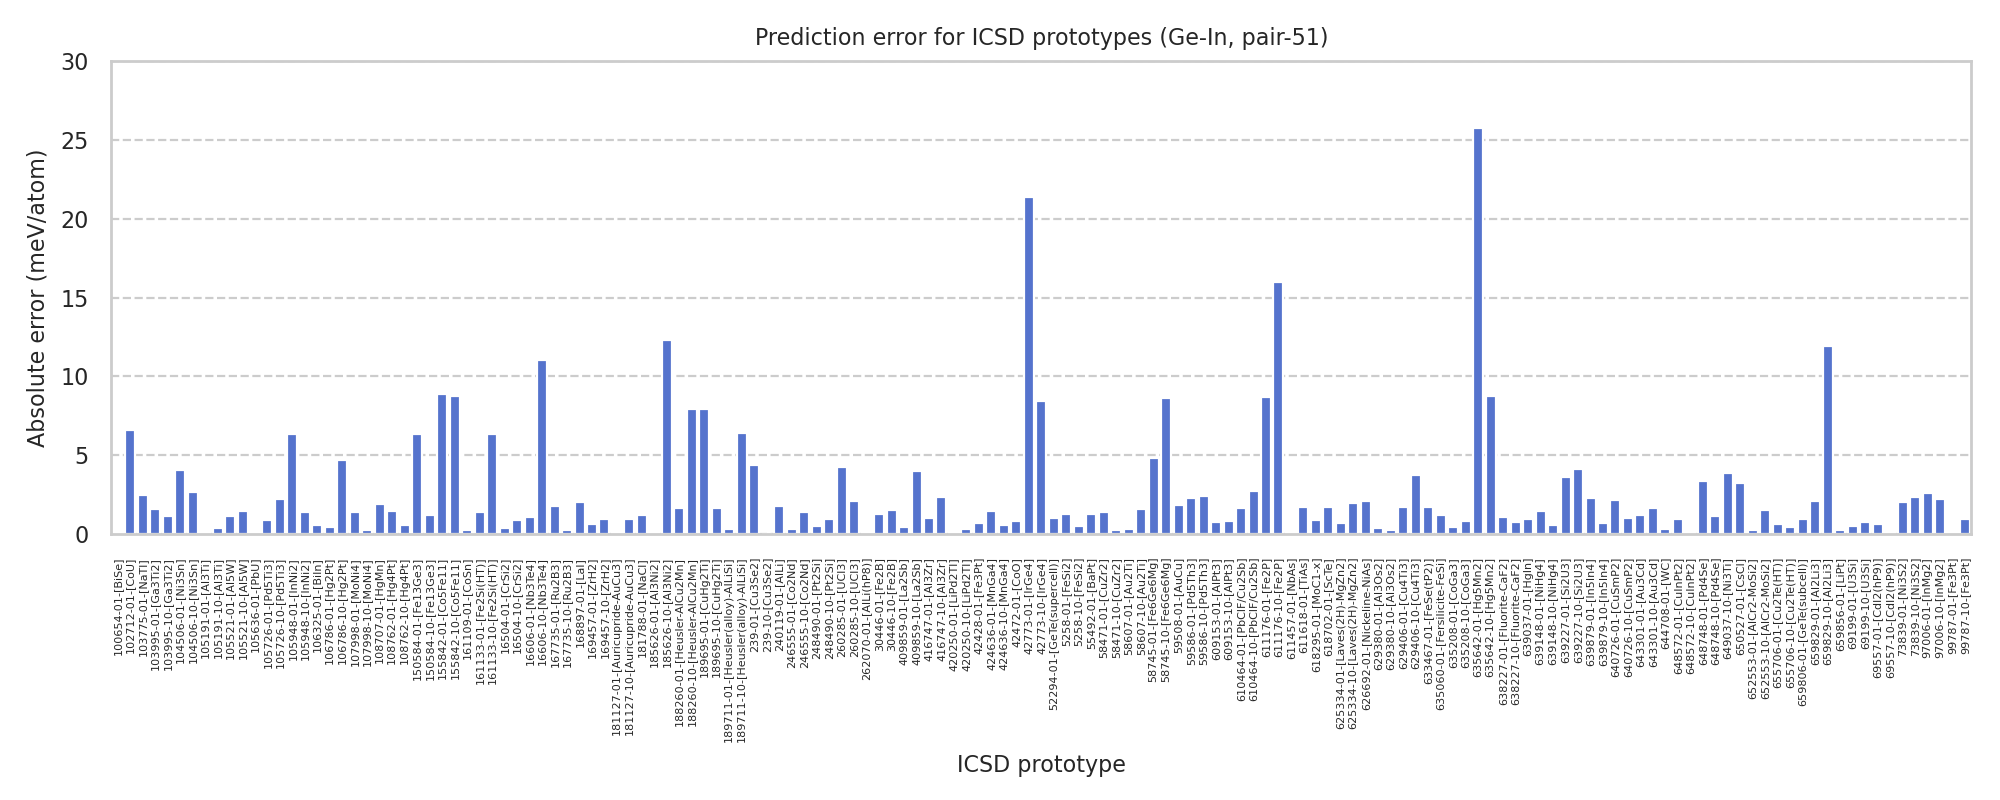 Prediction error for ICSD prototypes (Ge-In, pair-51)
Absolute error (meV/atom)
30
25
20
15
10
5
0
100654-01-[BiSe]
102712-01-[CoU]
103775-01-[NaTl]
103995-01-[Ga3Ti2]
103995-10-[Ga3Ti2]
104506-01-[Ni3Sn]
104506-10-[Ni3Sn]
105191-01-[Al3Ti]
105191-10-[Al3Ti]
105521-01-[Al5W]
105521-10-[Al5W]
105636-01-[PbU]
105726-01-[Pd5Ti3]
105726-10-[Pd5Ti3]
105948-01-[InNi2]
105948-10-[InNi2]
106325-01-[BiIn]
106786-01-[Hg2Pt]
106786-10-[Hg2Pt]
107998-01-[MoNi4]
107998-10-[MoNi4]
108707-01-[HgMn]
108762-01-[Hg4Pt]
108762-10-[Hg4Pt]
150584-01-[Fe13Ge3]
150584-10-[Fe13Ge3]
155842-01-[Co5Fe11]
155842-10-[Co5Fe11]
161109-01-[CoSn]
161133-01-[Fe2Si(HT)]
161133-10-[Fe2Si(HT)]
16504-01-[CrSi2]
16504-10-[CrSi2]
16606-01-[Nb3Te4]
16606-10-[Nb3Te4]
167735-01-[Ru2B3]
167735-10-[Ru2B3]
168897-01-[LaI]
169457-01-[ZrH2]
169457-10-[ZrH2]
181127-01-[Auricupride-AuCu3]
181127-10-[Auricupride-AuCu3]
181788-01-[NaCl]
185626-01-[Al3Ni2]
185626-10-[Al3Ni2]
188260-01-[Heusler-AlCu2Mn]
188260-10-[Heusler-AlCu2Mn]
189695-01-[CuHg2Ti]
189695-10-[CuHg2Ti]
189711-01-[Heusler(alloy)-AlLiSi]
189711-10-[Heusler(alloy)-AlLiSi]
239-01-[Cu3Se2]
239-10-[Cu3Se2]
240119-01-[AlLi]
246555-01-[Co2Nd]
246555-10-[Co2Nd]
248490-01-[Pt2Si]
248490-10-[Pt2Si]
260285-01-[UCl3]
260285-10-[UCl3]
262070-01-[AlLi(hP8)]
30446-01-[Fe2B]
30446-10-[Fe2B]
409859-01-[La2Sb]
409859-10-[La2Sb]
416747-01-[Al3Zr]
416747-10-[Al3Zr]
420250-01-[LiPd2Tl]
420250-10-[LiPd2Tl]
42428-01-[Fe3Pt]
424636-01-[MnGa4]
424636-10-[MnGa4]
42472-01-[CoO]
42773-01-[IrGe4]
42773-10-[IrGe4]
52294-01-[GeTe(supercell)]
5258-01-[FeSi2]
5258-10-[FeSi2]
55492-01-[BaPt]
58471-01-[CuZr2]
58471-10-[CuZr2]
58607-01-[Au2Ti]
58607-10-[Au2Ti]
58745-01-[Fe6Ge6Mg]
58745-10-[Fe6Ge6Mg]
59508-01-[AuCu]
59586-01-[Pd5Th3]
59586-10-[Pd5Th3]
609153-01-[AlPt3]
609153-10-[AlPt3]
610464-01-[PbClF/Cu2Sb]
610464-10-[PbClF/Cu2Sb]
611176-01-[Fe2P]
611176-10-[Fe2P]
611457-01-[NbAs]
611618-01-[TiAs]
618295-01-[MoC1-x]
618702-01-[ScTe]
625334-01-[Laves(2H)-MgZn2]
625334-10-[Laves(2H)-MgZn2]
626692-01-[Nickeline-NiAs]
629380-01-[Al3Os2]
629380-10-[Al3Os2]
629406-01-[Cu4Ti3]
629406-10-[Cu4Ti3]
633467-01-[FeSe(tP2)]
635060-01-[Fersilicite-FeSi]
635208-01-[CoGa3]
635208-10-[CoGa3]
635642-01-[Hg5Mn2]
635642-10-[Hg5Mn2]
638227-01-[Fluorite-CaF2]
638227-10-[Fluorite-CaF2]
639037-01-[HgIn]
639148-01-[NiHg4]
639148-10-[NiHg4]
639227-01-[Si2U3]
639227-10-[Si2U3]
639879-01-[In5In4]
639879-10-[In5In4]
640726-01-[CuSmP2]
640726-10-[CuSmP2]
643301-01-[Au3Cd]
643301-10-[Au3Cd]
644708-01-[WC]
648572-01-[CuInPt2]
648572-10-[CuInPt2]
648748-01-[Pd4Se]
648748-10-[Pd4Se]
649037-10-[Ni3Ti]
650527-01-[CsCl]
652553-01-[AlCr2-MoSi2]
652553-10-[AlCr2-MoSi2]
655706-01-[Cu2Te(HT)]
655706-10-[Cu2Te(HT)]
659806-01-[GeTe(subcell)]
659829-01-[Al2Li3]
659829-10-[Al2Li3]
659856-01-[LiPt]
69199-01-[U3Si]
69199-10-[U3Si]
69557-01-[CdI2(hP9)]
69557-10-[CdI2(hP9)]
73839-01-[Ni3S2]
73839-10-[Ni3S2]
97006-01-[InMg2]
97006-10-[InMg2]
99787-01-[Fe3Pt]
99787-10-[Fe3Pt]
ICSD prototype